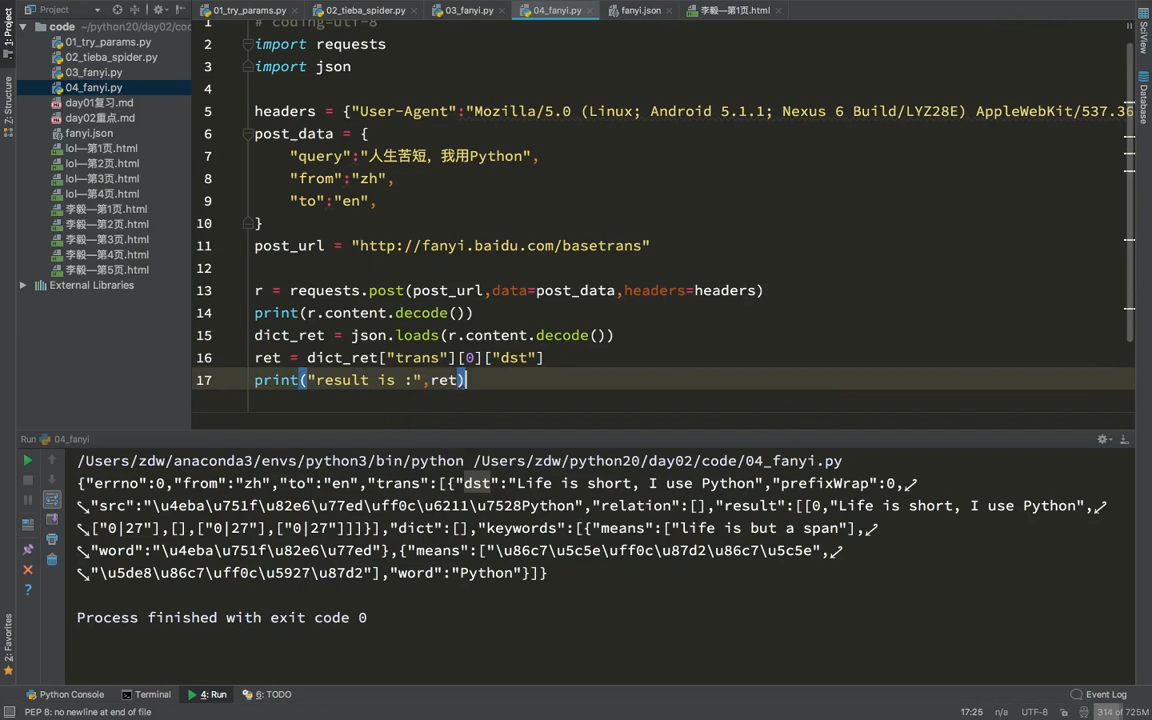 Project
01_try_params.py
02_tieba_spider.py
03_fanyi.py
04_fanyi.py
fanyi.json
李毅—第1页.html
1: Project
Z: Structure
2: Favorites
SciView
Database
code ~/python20/day02/cod
01_try_params.py
02_tieba_spider.py
03_fanyi.py
04_fanyi.py
day01复习.md
day02重点.md
fanyi.json
lol—第1页.html
lol—第2页.html
lol—第3页.html
lol—第4页.html
李毅—第1页.html
李毅—第2页.html
李毅—第3页.html
李毅—第4页.html
李毅—第5页.html
External Libraries
1 # coding=utf-8
2 import requests
3 import json
4
5 headers = {"User-Agent":"Mozilla/5.0 (Linux; Android 5.1.1; Nexus 6 Build/LYZ28E) AppleWebKit/537.36
6 post_data = {
7 "query":"人生苦短，我用Python",
8 "from":"zh",
9 "to":"en",
10 }
11 post_url = "http://fanyi.baidu.com/basetrans"
12
13 r = requests.post(post_url,data=post_data,headers=headers)
14 print(r.content.decode())
15 dict_ret = json.loads(r.content.decode())
16 ret = dict_ret["trans"][0]["dst"]
17 print("result is :",ret)
Run 04_fanyi
/Users/zdw/anaconda3/envs/python3/bin/python /Users/zdw/python20/day02/code/04_fanyi.py
{"errno":0,"from":"zh","to":"en","trans":[{"dst":"Life is short, I use Python","prefixWrap":0,
"src":"\u4eba\u751f\u82e6\u77ed\uff0c\u6211\u7528Python","relation":[],"result":[[0,"Life is short, I use Python",
["0|27"],[],["0|27"],["0|27"]]]}],"dict":[],"keywords":[{"means":["life is but a span"],
"word":"\u4eba\u751f\u82e6\u77ed"},{"means":["\u86c7\u5c5e\uff0c\u87d2\u86c7\u5c5e",
"\u5de8\u86c7\uff0c\u5927\u87d2"],"word":"Python"}]}
Process finished with exit code 0
Python Console
Terminal
4: Run
6: TODO
Event Log
PEP 8: no newline at end of file
17:25 n/a UTF-8 314 of 725M